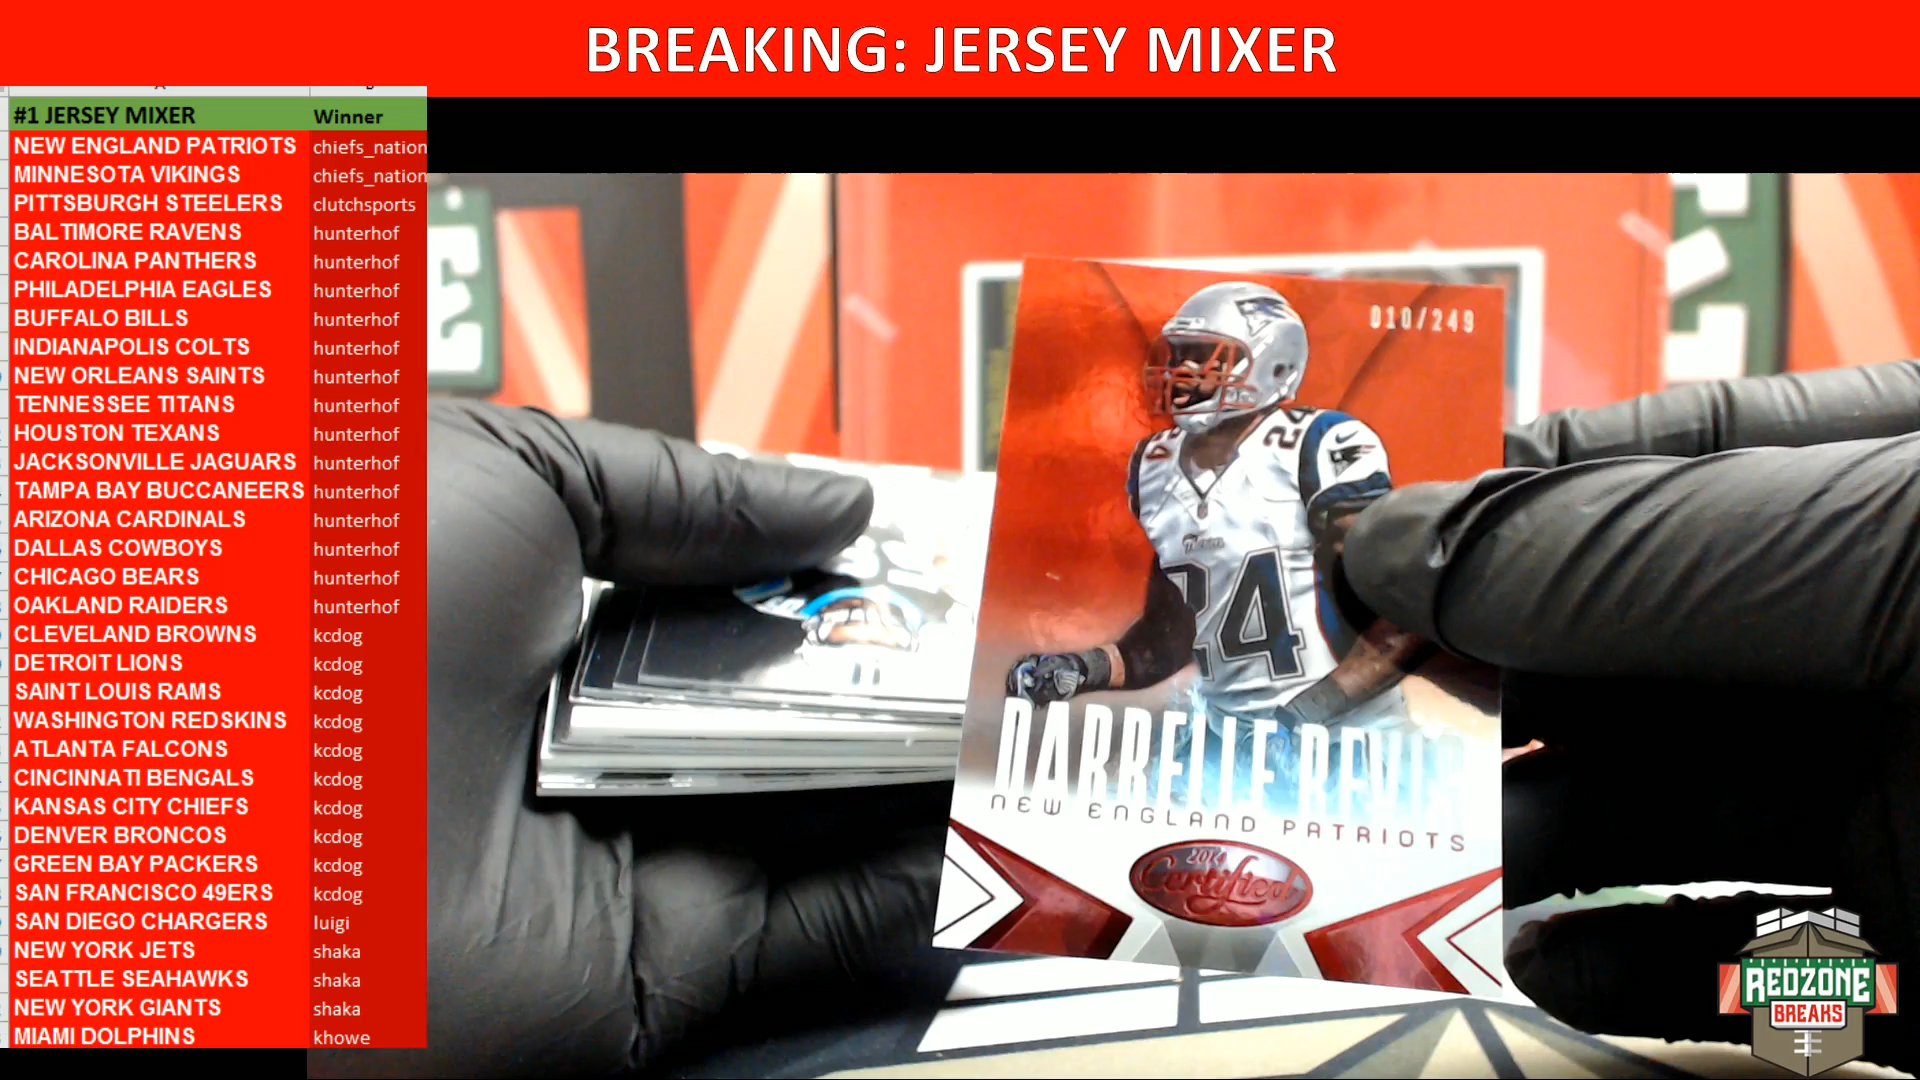 BREAKING: JERSEY MIXER
#1 JERSEY MIXER Winner
NEW ENGLAND PATRIOTS chiefs_nation
MINNESOTA VIKINGS chiefs_nation
PITTSBURGH STEELERS clutchsports
BALTIMORE RAVENS hunterhof
CAROLINA PANTHERS hunterhof
PHILADELPHIA EAGLES hunterhof
BUFFALO BILLS hunterhof
INDIANAPOLIS COLTS hunterhof
NEW ORLEANS SAINTS hunterhof
TENNESSEE TITANS hunterhof
HOUSTON TEXANS hunterhof
JACKSONVILLE JAGUARS hunterhof
TAMPA BAY BUCCANEERS hunterhof
ARIZONA CARDINALS hunterhof
DALLAS COWBOYS hunterhof
CHICAGO BEARS hunterhof
OAKLAND RAIDERS hunterhof
CLEVELAND BROWNS kcdog
DETROIT LIONS kcdog
SAINT LOUIS RAMS kcdog
WASHINGTON REDSKINS kcdog
ATLANTA FALCONS kcdog
CINCINNATI BENGALS kcdog
KANSAS CITY CHIEFS kcdog
DENVER BRONCOS kcdog
GREEN BAY PACKERS kcdog
SAN FRANCISCO 49ERS kcdog
SAN DIEGO CHARGERS luigi
NEW YORK JETS shaka
SEATTLE SEAHAWKS shaka
NEW YORK GIANTS shaka
MIAMI DOLPHINS khowe
010/249
24
24
DARRELLE REVIS
NEW ENGLAND PATRIOTS
2014
Certified
REDZONE
BREAKS